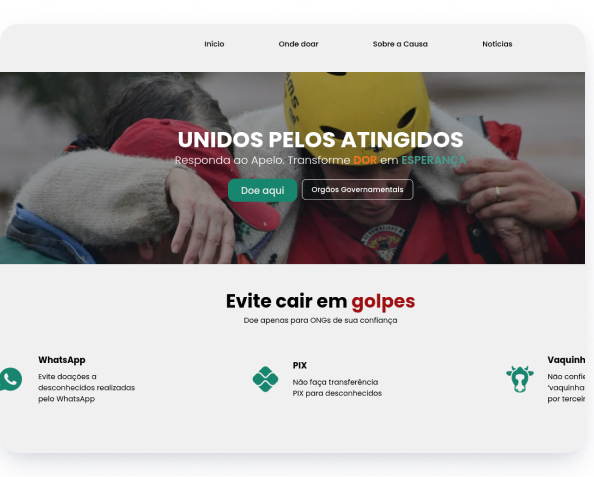 Início
Onde doar
Sobre a Causa
Notícias
UNIDOS PELOS ATINGIDOS
Responda ao Apelo. Transforme DOR em ESPERANÇA
Doe aqui
Orgãos Governamentais
Evite cair em golpes
Doe apenas para ONGs de sua confiança
WhatsApp
Evite doações a
desconhecidos realizadas
pelo WhatsApp
PIX
Não faça transferência
PIX para desconhecidos
Vaquinh
Não confie
'vaquinha
por terceir